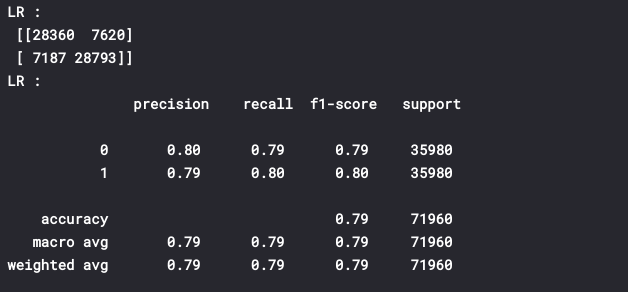 LR :
[[28360 7620]
[ 7187 28793]]
LR :
precision recall f1-score support
0 0.80 0.79 0.79 35980
1 0.79 0.80 0.80 35980
accuracy 0.79 71960
macro avg 0.79 0.79 0.79 71960
weighted avg 0.79 0.79 0.79 71960